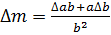 Δm = (Δab + aΔb) / b²